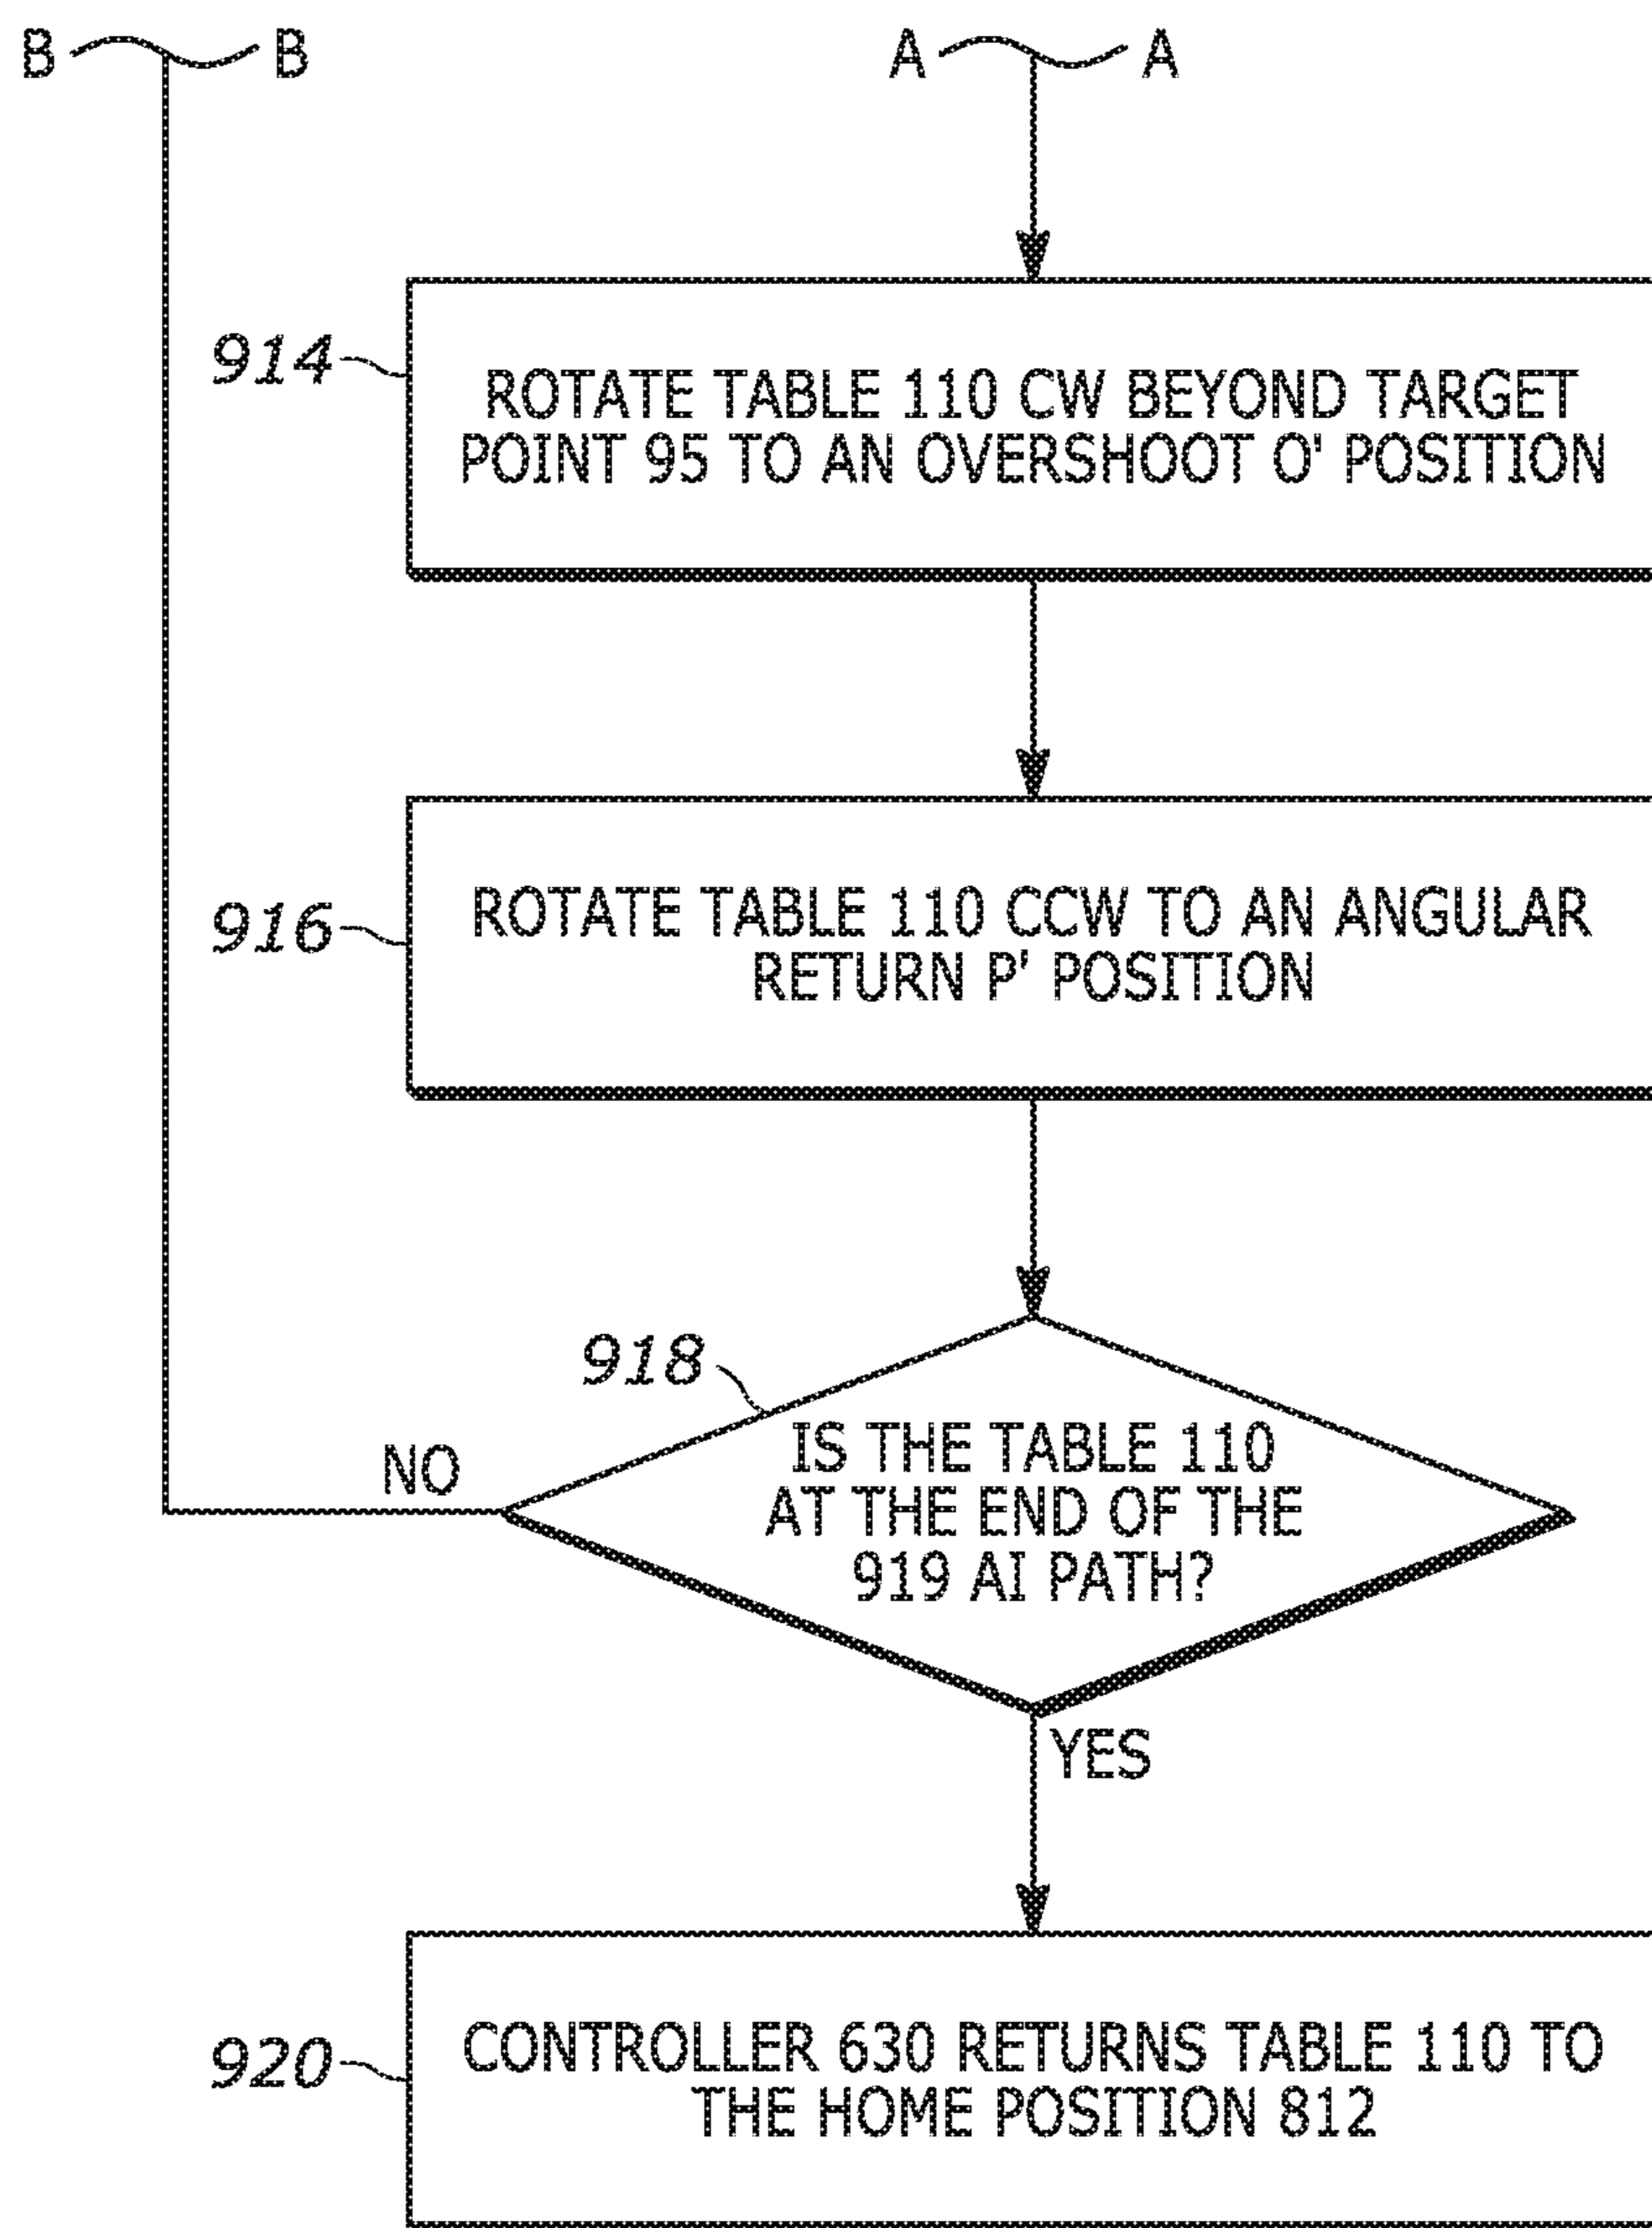 B B A A
914
ROTATE TABLE 110 CW BEYOND TARGET
POINT 95 TO AN OVERSHOOT O' POSITION
916
ROTATE TABLE 110 CCW TO AN ANGULAR
RETURN P' POSITION
918
IS THE TABLE 110
AT THE END OF THE
919 AI PATH?
NO
YES
920
CONTROLLER 630 RETURNS TABLE 110 TO
THE HOME POSITION 812